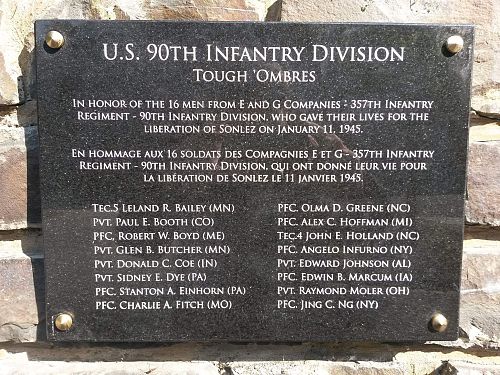 U.S. 90TH INFANTRY DIVISION
TOUGH 'OMBRES
IN HONOR OF THE 16 MEN FROM E AND G COMPANIES - 357TH INFANTRY
REGIMENT - 90TH INFANTRY DIVISION, WHO GAVE THEIR LIVES FOR THE
LIBERATION OF SONLEZ ON JANUARY 11, 1945.
EN HOMMAGE AUX 16 SOLDATS DES COMPAGNIES E ET G - 357TH INFANTRY
REGIMENT - 90TH INFANTRY DIVISION, QUI ONT DONNÉ LEUR VIE POUR
LA LIBÉRATION DE SONLEZ LE 11 JANVIER 1945.
TEC.5 LELAND R. BAILEY (MN)
PVT. PAUL E. BOOTH (CO)
PFC. ROBERT W. BOYD (ME)
PVT. GLEN B. BUTCHER (MN)
PVT. DONALD C. COE (IN)
PVT. SIDNEY E. DYE (PA)
PFC. STANTON A. EINHORN (PA)
PFC. CHARLIE A. FITCH (MO)
PFC. OLMA D. GREENE (NC)
PFC. ALEX C. HOFFMAN (MI)
TEC.4 JOHN E. HOLLAND (NC)
PFC. ANGELO INFURNO (NY)
PVT. EDWARD JOHNSON (AL)
PFC. EDWIN B. MARCUM (IA)
PVT. RAYMOND MOLER (OH)
PFC. JING C. NG (NY)